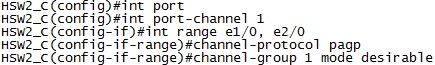 HSW2_C(config)#int port
HSW2_C(config)#int port-channel 1
HSW2_C(config-if)#int range e1/0, e2/0
HSW2_C(config-if-range)#channel-protocol pagp
HSW2_C(config-if-range)#channel-group 1 mode desirable